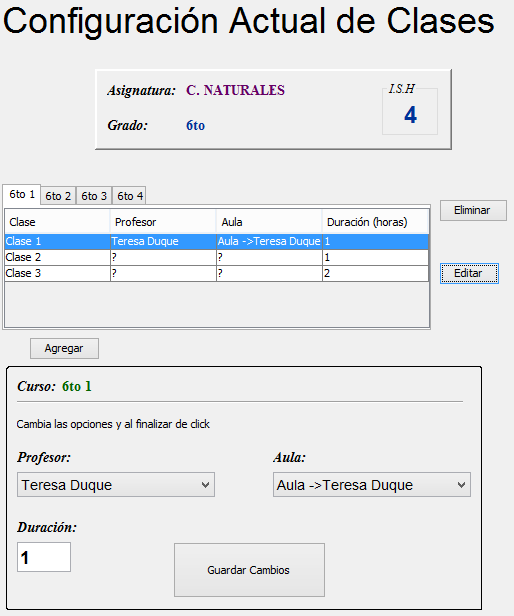 Configuración Actual de Clases
Asignatura: C. NATURALES
I.S.H
4
Grado: 6to
6to 1 6to 2 6to 3 6to 4
Eliminar
Clase Profesor Aula Duración (horas)
Clase 1 Teresa Duque Aula ->Teresa Duque 1
Clase 2 ? ? 1
Clase 3 ? ? 2
Editar
Agregar
Curso: 6to 1
Cambia las opciones y al finalizar de click
Profesor: Aula:
Teresa Duque Aula ->Teresa Duque
Duración:
1
Guardar Cambios